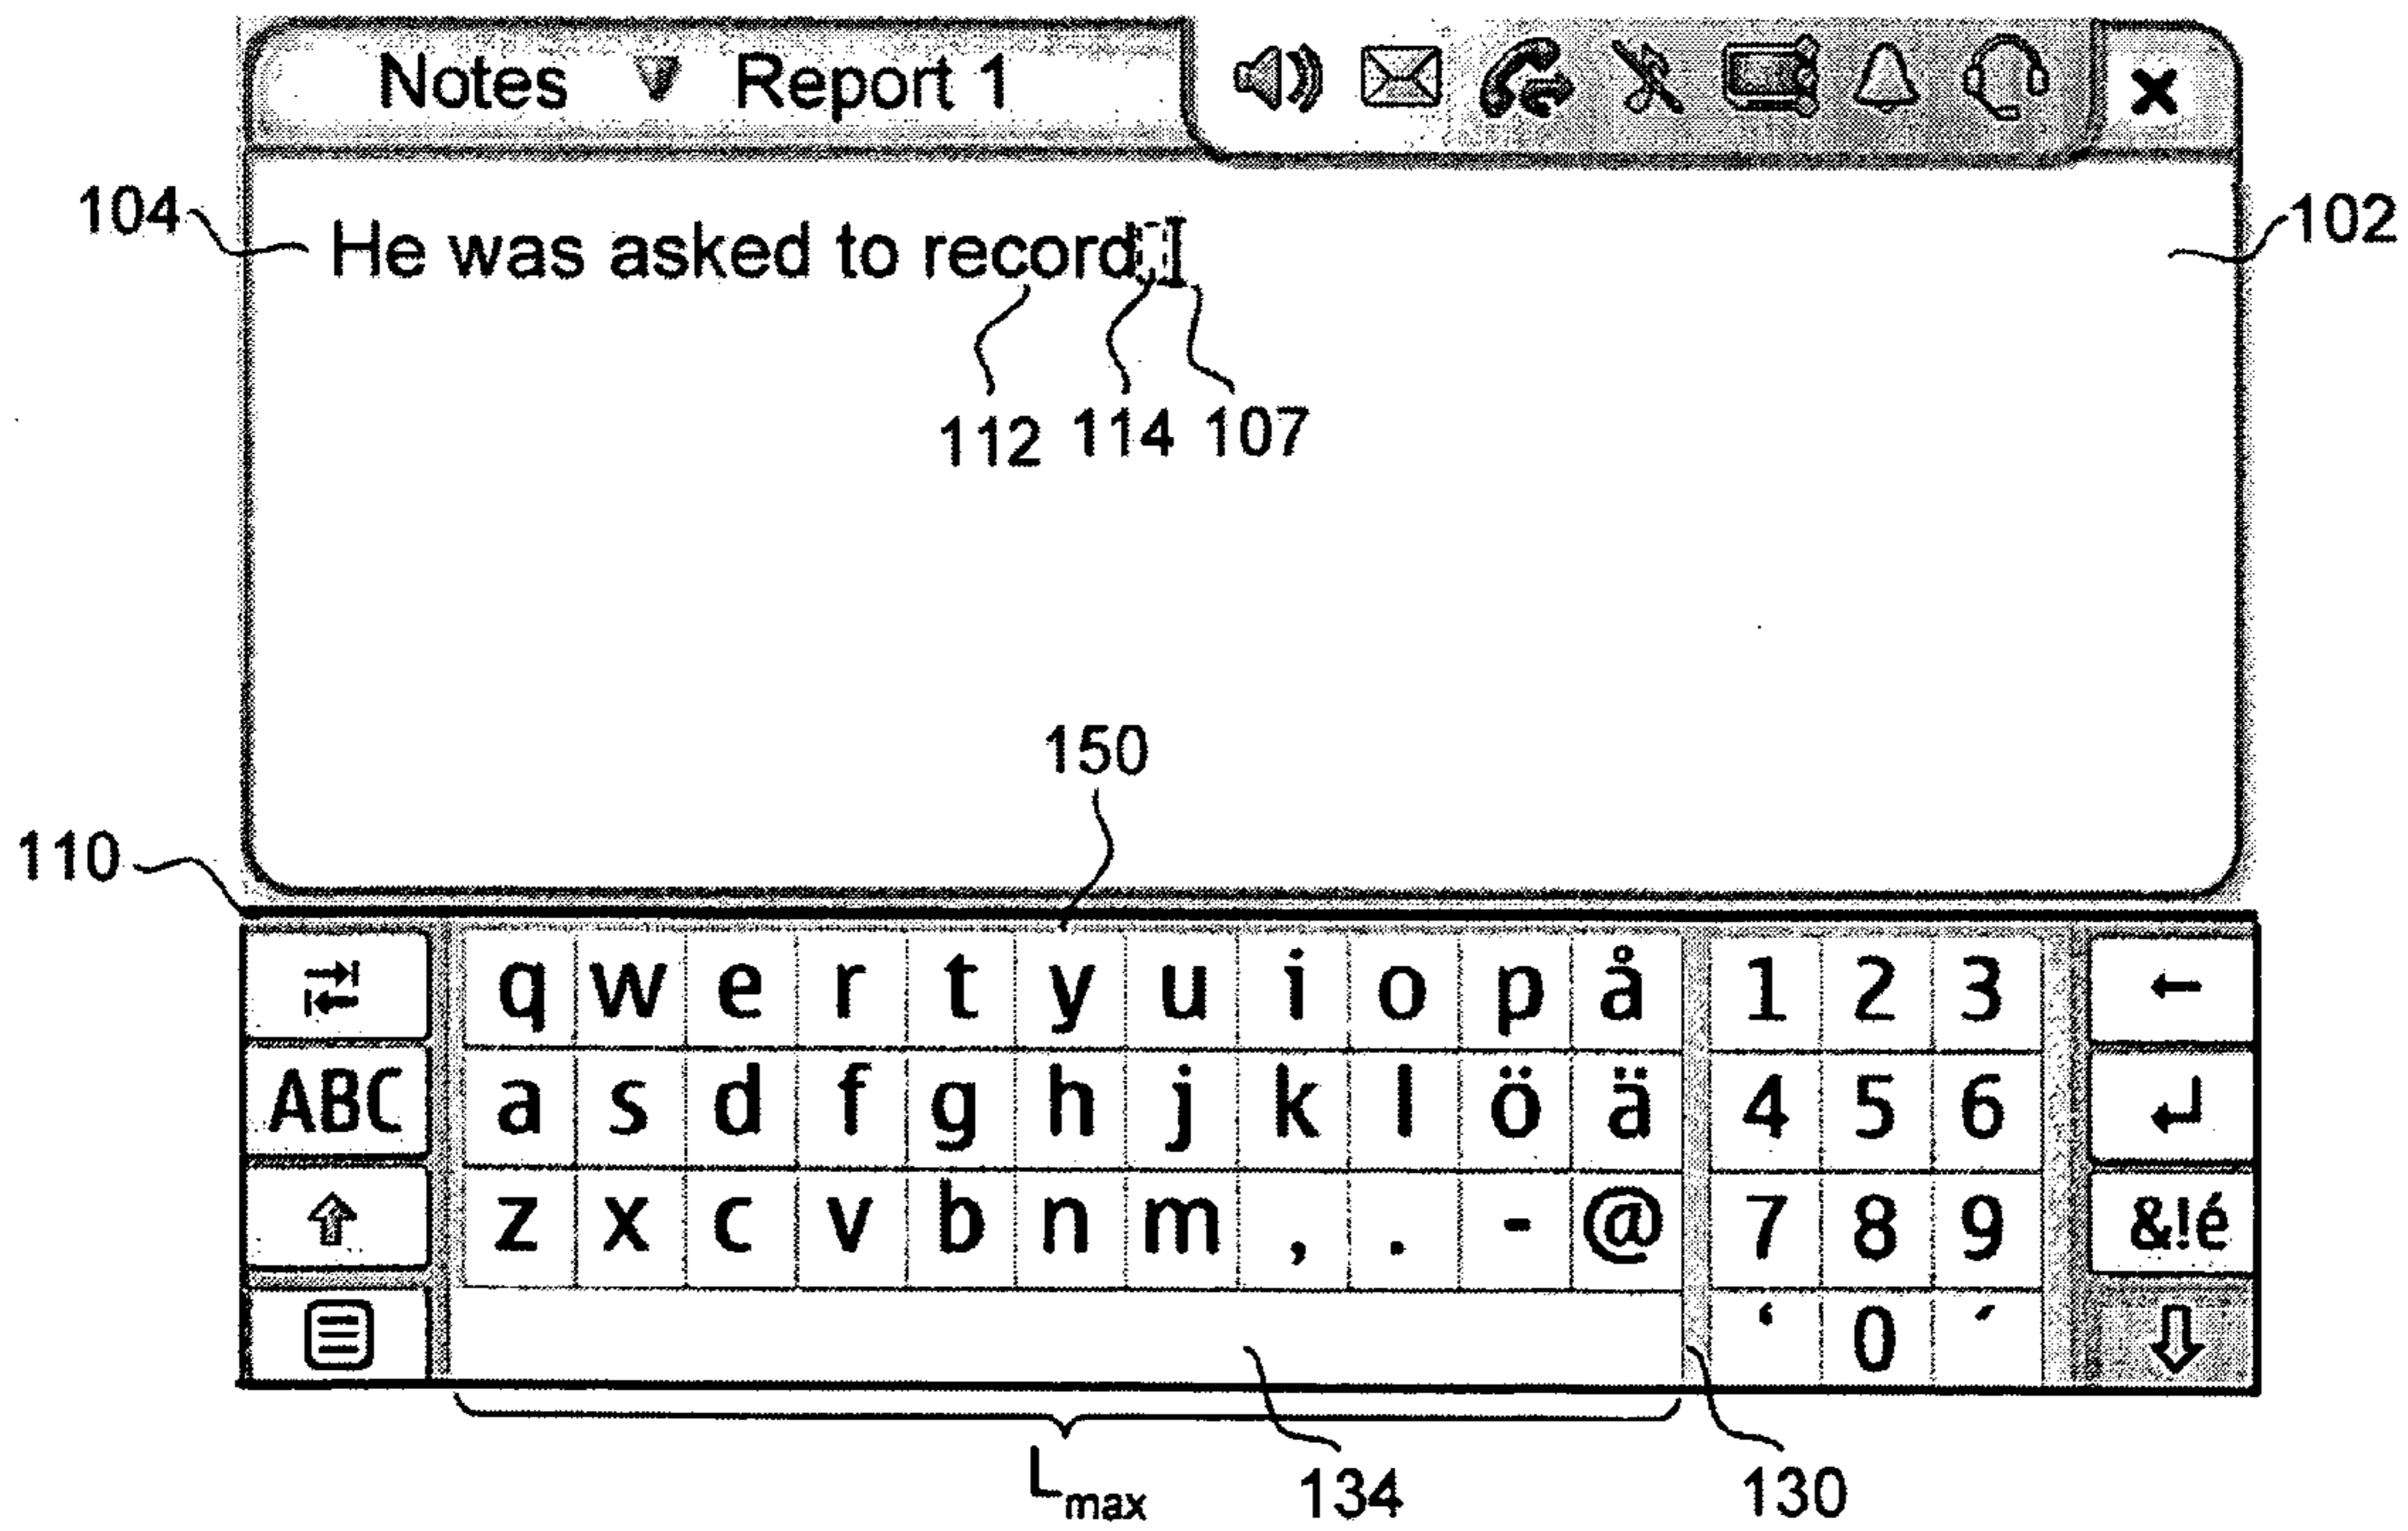 Notes Report 1 ×
104 He was asked to record 102
112 114 107
150
110
q w e r t y u i o p å 1 2 3 ←
ABC a s d f g h j k l ö ä 4 5 6 ↵
z x c v b n m , . - @ 7 8 9 &!é
‘ 0 ´
Lmax 134 130